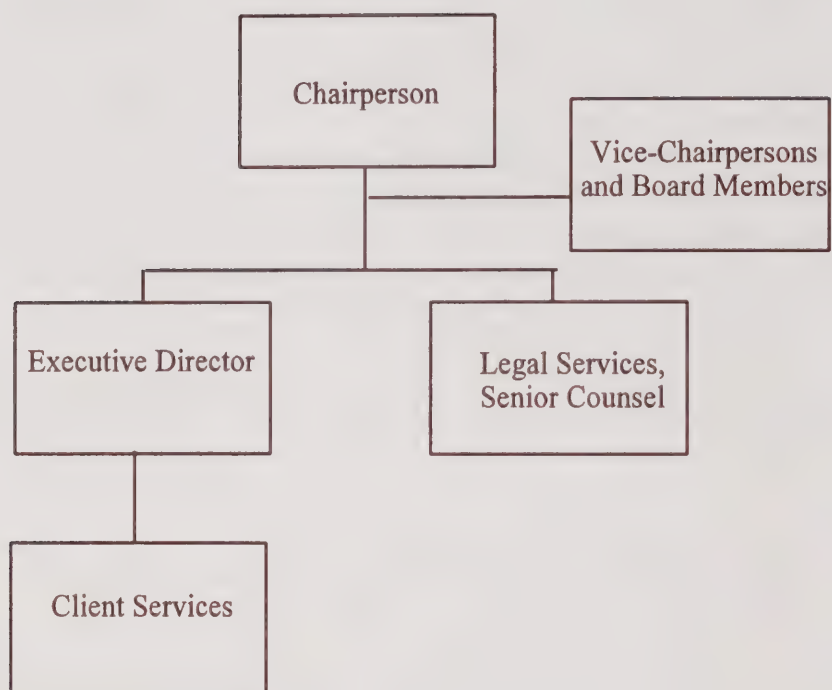 Chairperson
Vice-Chairpersons
and Board Members
Executive Director
Legal Services,
Senior Counsel
Client Services